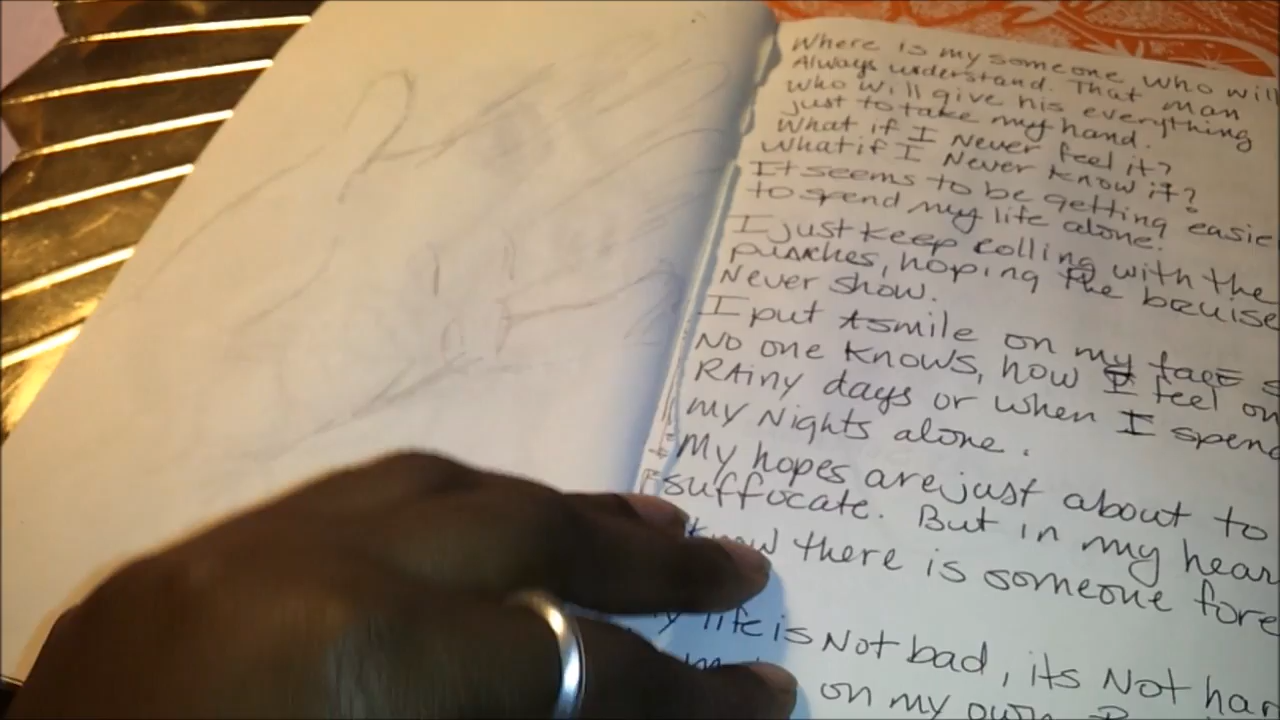 Where is my someone who will
Always understand. That man
who will give his everything
just to take my hand.
What if I Never feel it?
What if I Never know it?
It seems to be getting easie
to spend my life alone.
I just keep rolling with the
punches, hoping the bruise
Never show.
I put A smile on my face s
No one knows, how I feel on
RAiny days or when I spend
my Nights alone.
My hopes are just about to
suffocate. But in my hear
know there is someone fore
my life is Not bad, its Not har
on my own.